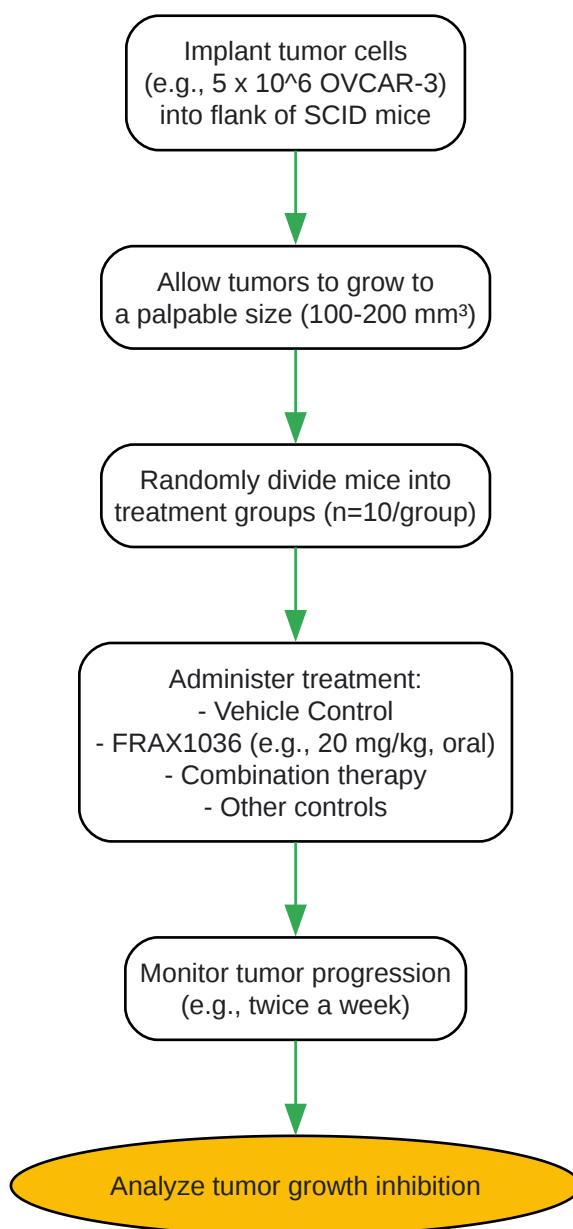 Implant tumor cells
(e.g., 5 x 10^6 OVCAR-3)
into flank of SCID mice
Allow tumors to grow to
a palpable size (100-200 mm³)
Randomly divide mice into
treatment groups (n=10/group)
Administer treatment:
- Vehicle Control
- FRAX1036 (e.g., 20 mg/kg, oral)
- Combination therapy
- Other controls
Monitor tumor progression
(e.g., twice a week)
Analyze tumor growth inhibition